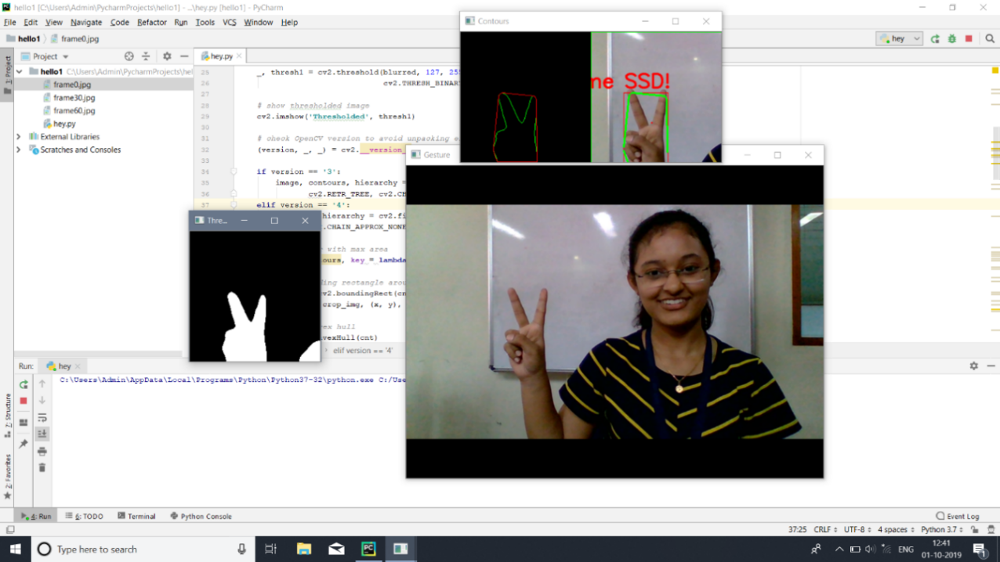 hello1 [C:\Users\Admin\PycharmProjects\hello1] - ...\hey.py [hello1] - PyCharm
File Edit View Navigate Code Refactor Run Tools VCS Window Help
hello1 frame0.jpg
hey
1: Project
Project
hey.py
hello1 C:\Users\Admin\PycharmProjects\hel
frame0.jpg
frame30.jpg
frame60.jpg
hey.py
External Libraries
Scratches and Consoles
25 _, thresh1 = cv2.threshold(blurred, 127, 255
26 cv2.THRESH_BINAR
27
28 # show thresholded image
29 cv2.imshow('Thresholded', thresh1)
30
31 # check OpenCV version to avoid unpacking e
32 (version, _, _) = cv2.__version_
33
34 if version == '3':
35 image, contours, hierarchy =
36 cv2.RETR_TREE, cv2.CH
37 elif version == '4':
hierarchy = cv2.fi
.CHAIN_APPROX_NONE
with max area
ours, key = lambda
ding rectangle arou
v2.boundingRect(cn
crop_img, (x, y),
ex hull
vexHull(cnt)
elif version == '4'
Contours
me SSD!
Gesture
Thre...
Run: hey
C:\Users\Admin\AppData\Local\Programs\Python\Python37-32\python.exe C:/Use
7: Structure
2: Favorites
4: Run 6: TODO Terminal Python Console Event Log
37:25 CRLF UTF-8 4 spaces Python 3.7
Type here to search
PC
ENG
12:41
01-10-2019
1